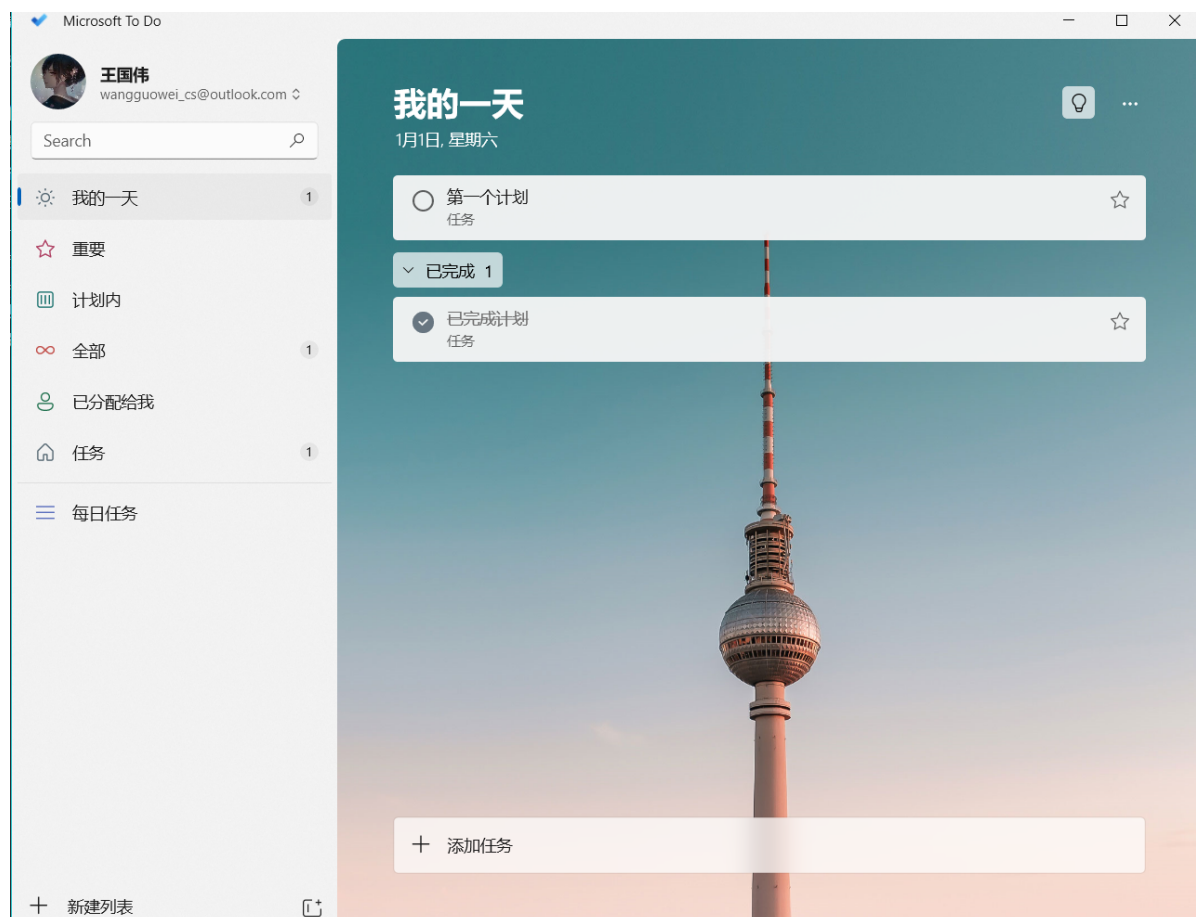 Microsoft To Do
王国伟
wangguowei_cs@outlook.com
Search
我的一天 1
重要
计划内
全部 1
已分配给我
任务 1
每日任务
新建列表
我的一天
1月1日, 星期六
第一个计划
任务
已完成 1
已完成计划
任务
添加任务